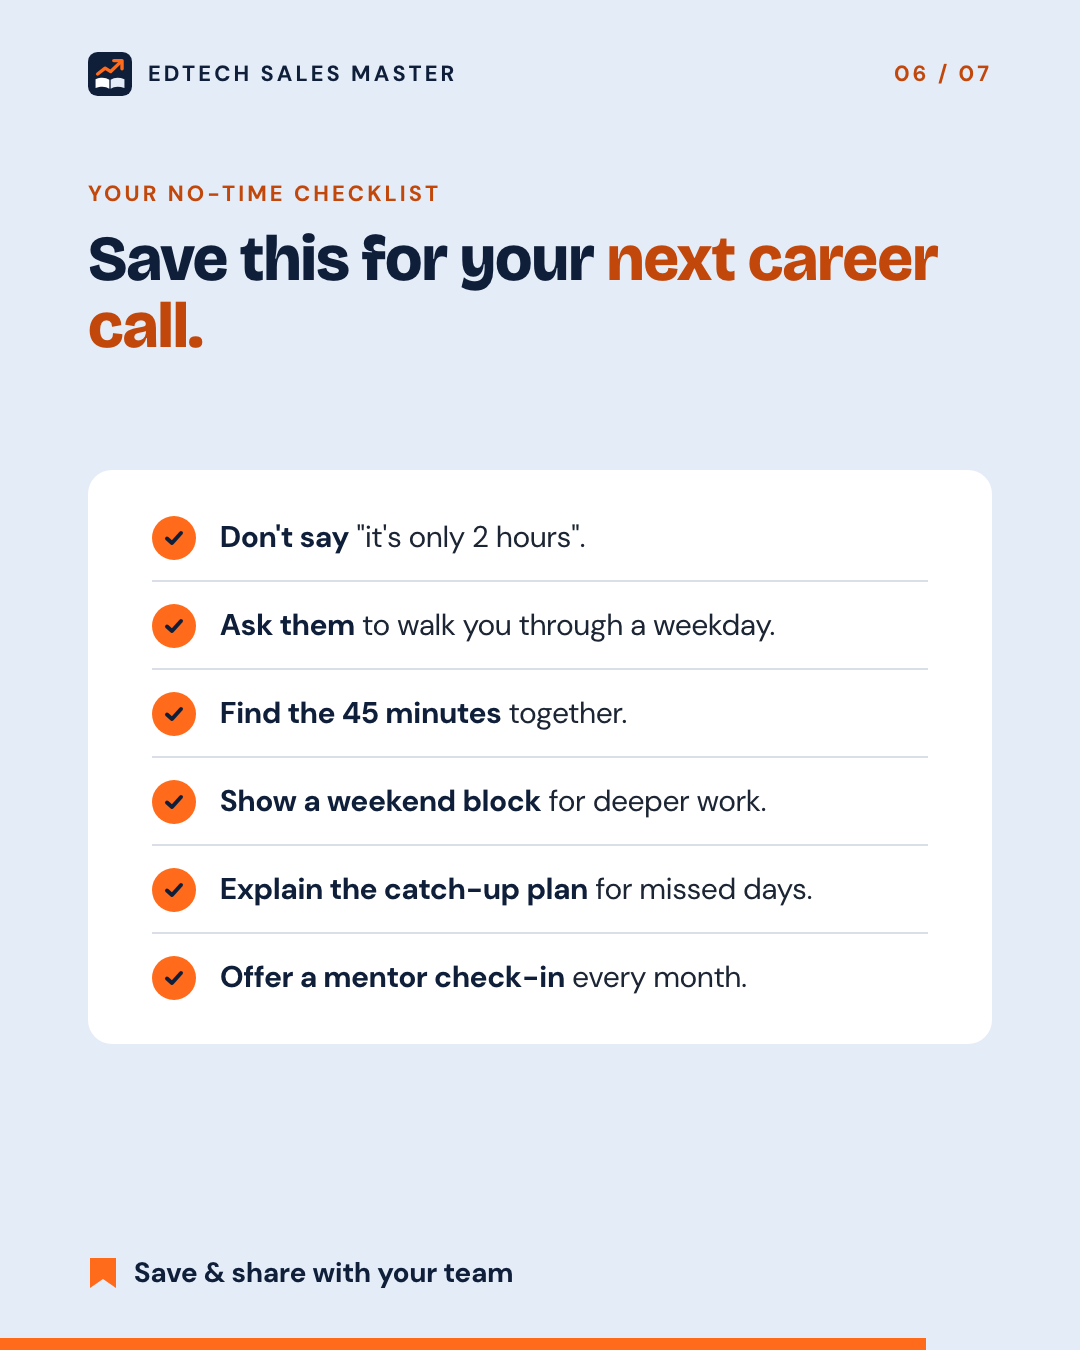 EDTECH SALES MASTER
06 / 07
YOUR NO-TIME CHECKLIST
Save this for your next career
call.
Don't say "it's only 2 hours".
Ask them to walk you through a weekday.
Find the 45 minutes together.
Show a weekend block for deeper work.
Explain the catch-up plan for missed days.
Offer a mentor check-in every month.
Save & share with your team